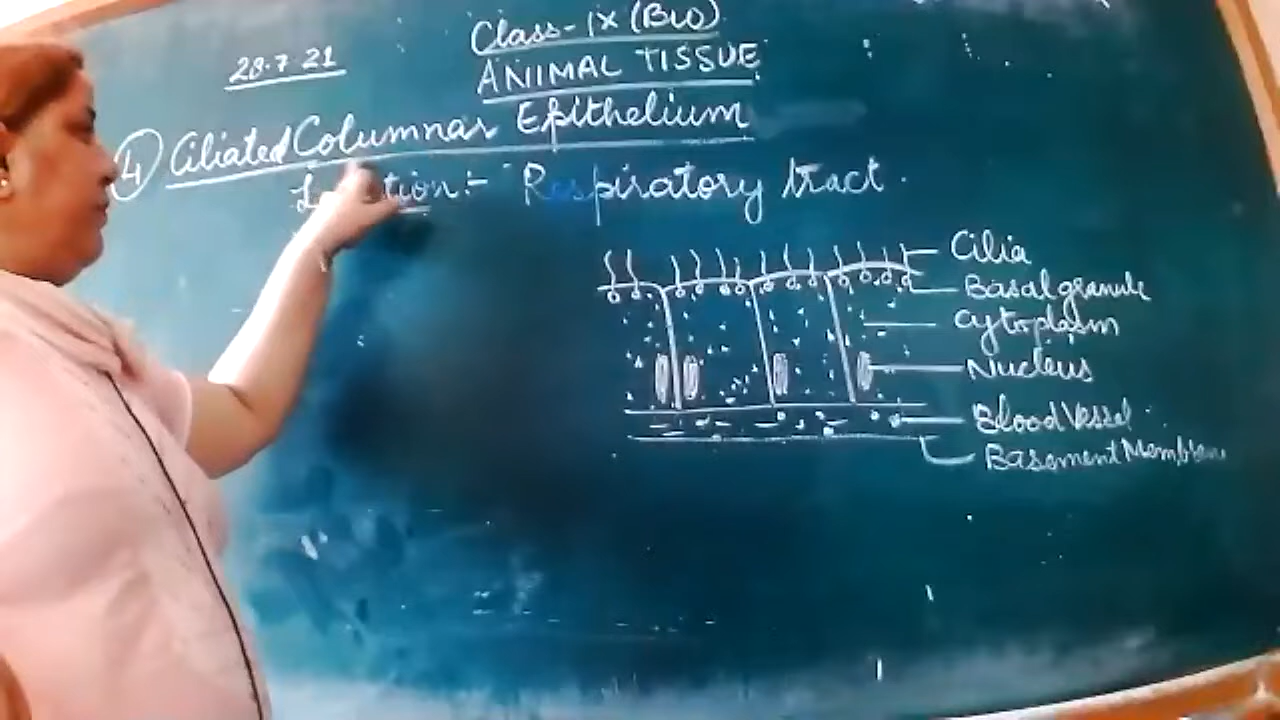 Class-IX (Bio)
28.7 21
ANIMAL TISSUE
4) Ciliated Columnar Epithelium
:- Respiratory tract.
Cilia
Basal granule
Cytoplasm
Nucleus
Blood Vessel
Basement Membrane